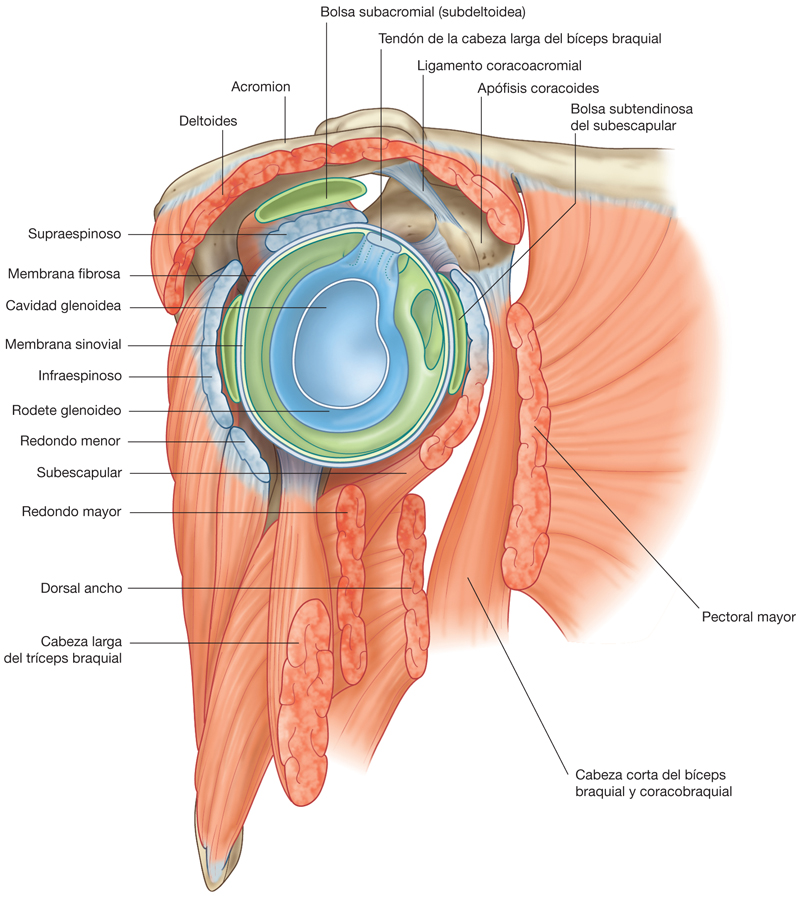 Bolsa subacromial (subdeltoidea)
Tendón de la cabeza larga del bíceps braquial
Ligamento coracoacromial
Acromion
Apófisis coracoides
Bolsa subtendinosa
del subescapular
Deltoides
Supraespinoso
Membrana fibrosa
Cavidad glenoidea
Membrana sinovial
Infraespinoso
Rodete glenoideo
Redondo menor
Subescapular
Redondo mayor
Dorsal ancho
Pectoral mayor
Cabeza larga
del tríceps braquial
Cabeza corta del bíceps
braquial y coracobraquial